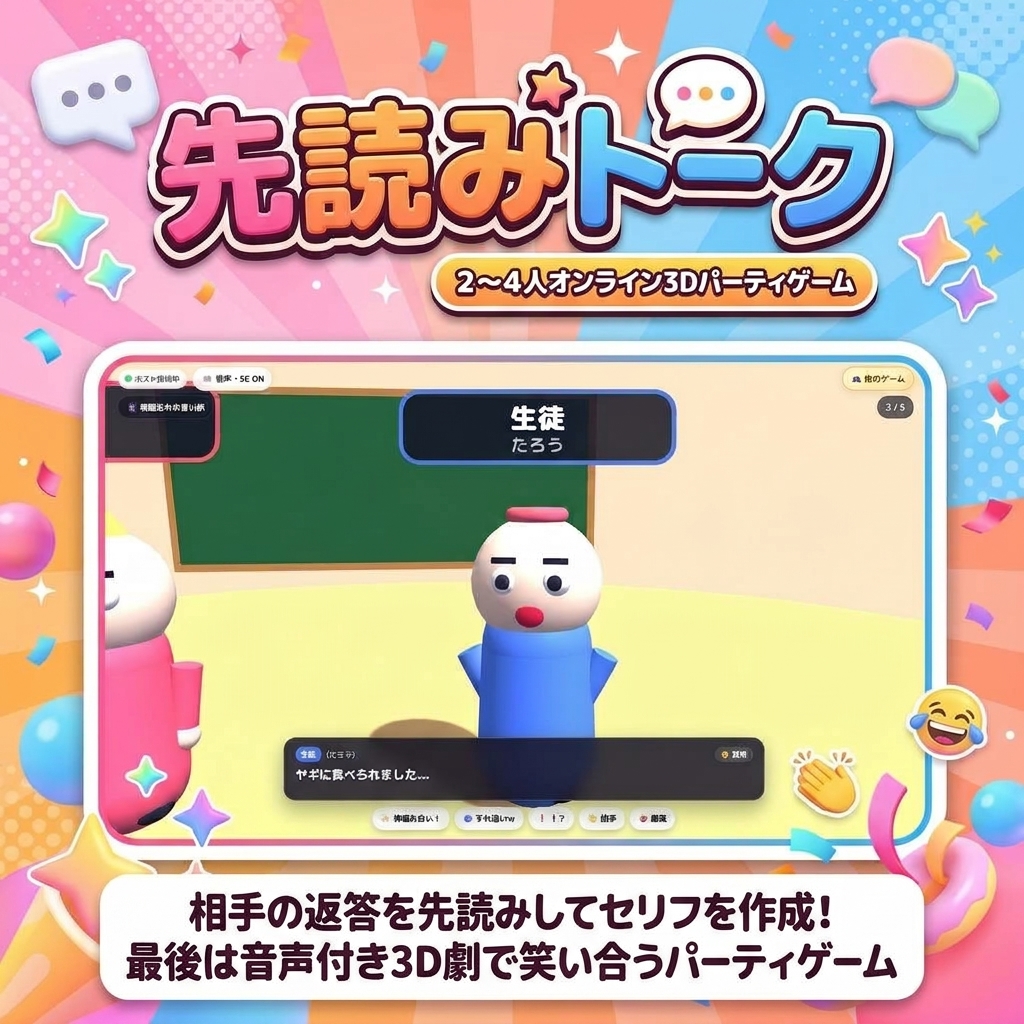 先読みトーク
2〜4人オンライン3Dパーティゲーム
・SE ON
他のゲーム
3 / 5
生徒
たろう
ヤギに食べられました...
! ?
拍手
相手の返答を先読みしてセリフを作成!
最後は音声付き3D劇で笑い合うパーティゲーム